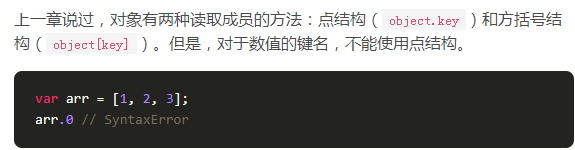 上一章说过，对象有两种读取成员的方法：点结构（object.key）和方括号结
构（object[key]）。但是，对于数值的键名，不能使用点结构。
var arr = [1, 2, 3];
arr.0 // SyntaxError